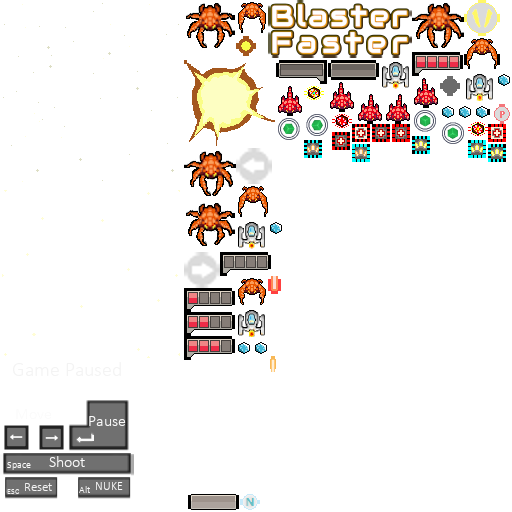 Blaster
Faster
P
Game Paused
Pause
← →
Space Shoot
Esc Reset
Alt NUKE
N